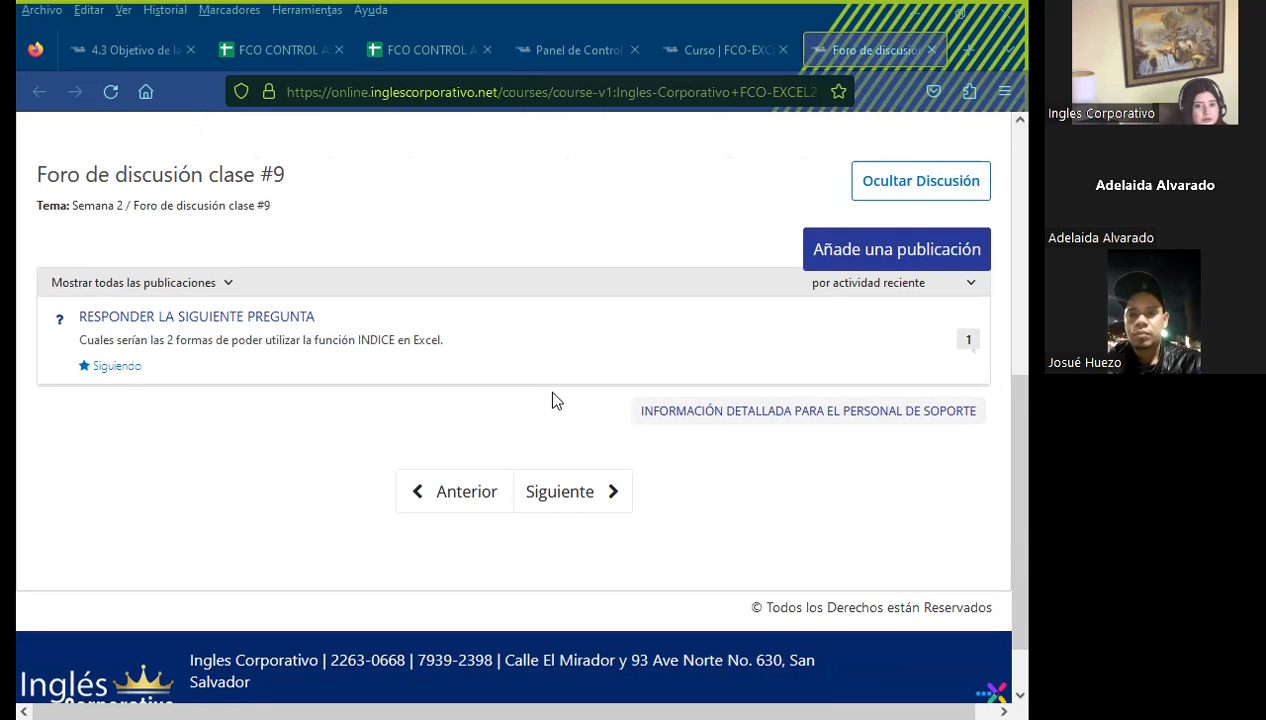 Archivo Editar Ver Historial Marcadores Herramientas Ayuda
4.3 Objetivo de la FCO CONTROL A FCO CONTROL A Panel de Control Curso | FCO-EXC Foro de discusión
https://online.inglescorporativo.net/courses/course-v1:Ingles-Corporativo+FCO-EXCEL2
Foro de discusión clase #9
Ocultar Discusión
Tema: Semana 2 / Foro de discusión clase #9
Añade una publicación
Mostrar todas las publicaciones por actividad reciente
? RESPONDER LA SIGUIENTE PREGUNTA
Cuales serían las 2 formas de poder utilizar la función INDICE en Excel.
1
Siguiendo
INFORMACIÓN DETALLADA PARA EL PERSONAL DE SOPORTE
Anterior Siguiente
© Todos los Derechos están Reservados
Inglés
Corporativo
Ingles Corporativo | 2263-0668 | 7939-2398 | Calle El Mirador y 93 Ave Norte No. 630, San
Salvador
Ingles Corporativo
Adelaida Alvarado
Adelaida Alvarado
Josué Huezo